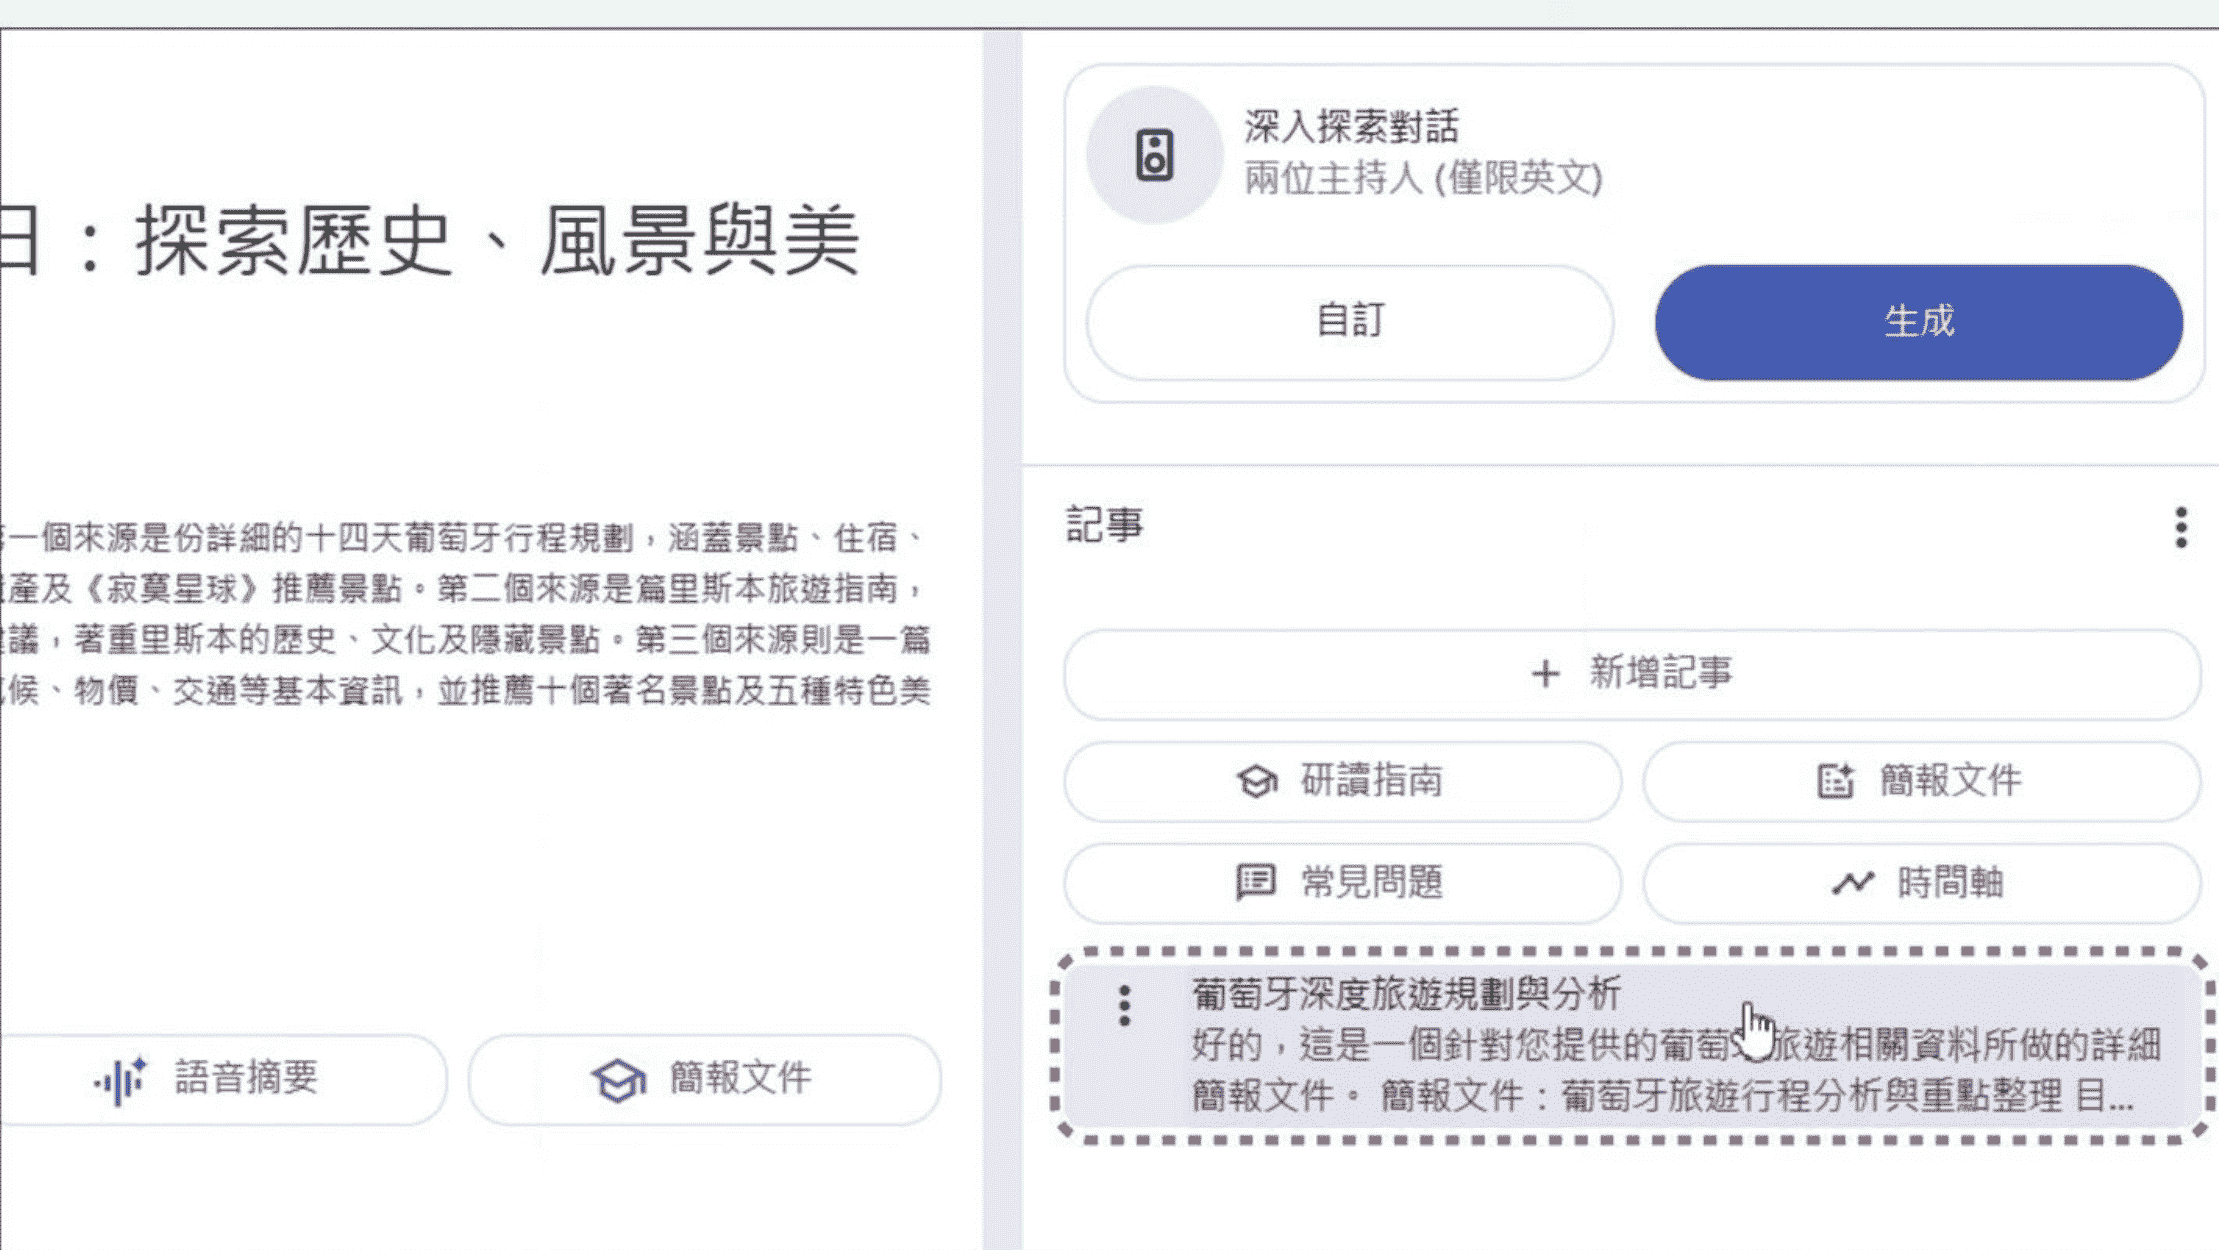 日：探索歷史、風景與美
一個來源是份詳細的十四天葡萄牙行程規劃，涵蓋景點、住宿、
產及《寂寞星球》推薦景點。第二個來源是篇里斯本旅遊指南，
議，著重里斯本的歷史、文化及隱藏景點。第三個來源則是一篇
候、物價、交通等基本資訊，並推薦十個著名景點及五種特色美
語音摘要
簡報文件
深入探索對話
兩位主持人 (僅限英文)
自訂
生成
記事
+ 新增記事
研讀指南
簡報文件
常見問題
時間軸
葡萄牙深度旅遊規劃與分析
好的，這是一個針對您提供的葡萄 旅遊相關資料所做的詳細
簡報文件。 簡報文件：葡萄牙旅遊行程分析與重點整理 目...